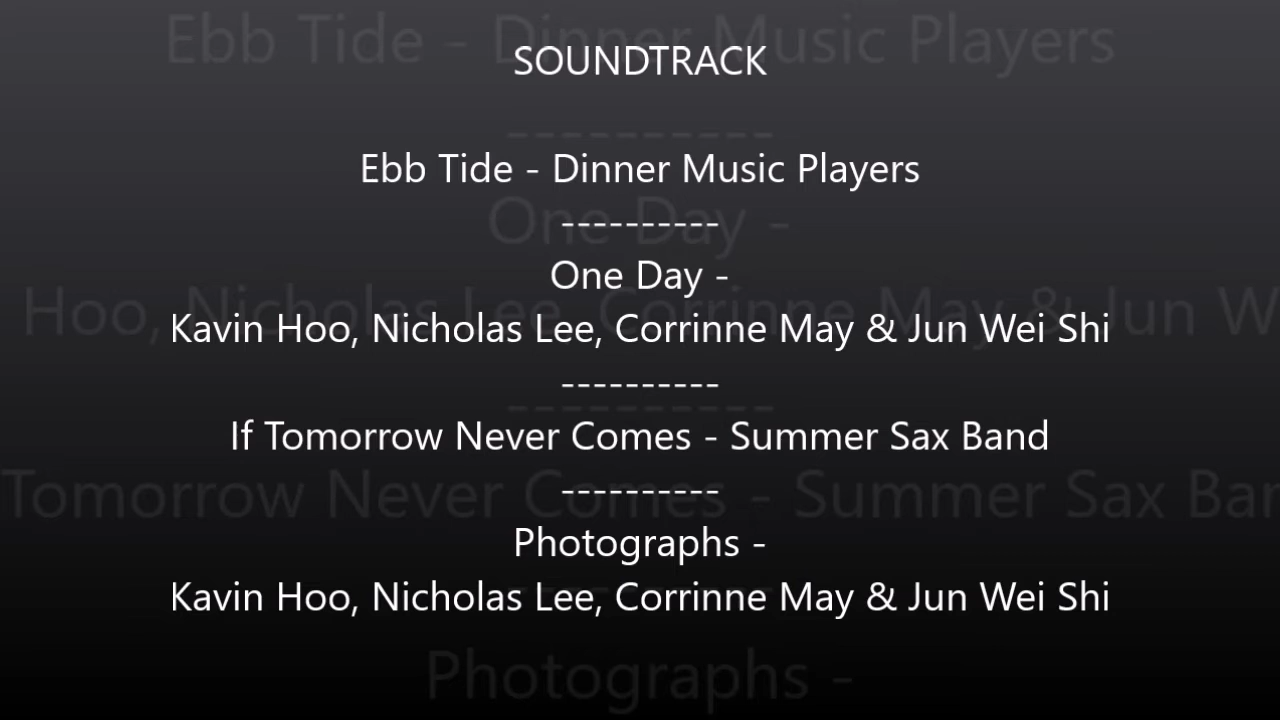 SOUNDTRACK
Ebb Tide - Dinner Music Players
----------
One Day -
Kavin Hoo, Nicholas Lee, Corrinne May & Jun Wei Shi
----------
If Tomorrow Never Comes - Summer Sax Band
----------
Photographs -
Kavin Hoo, Nicholas Lee, Corrinne May & Jun Wei Shi